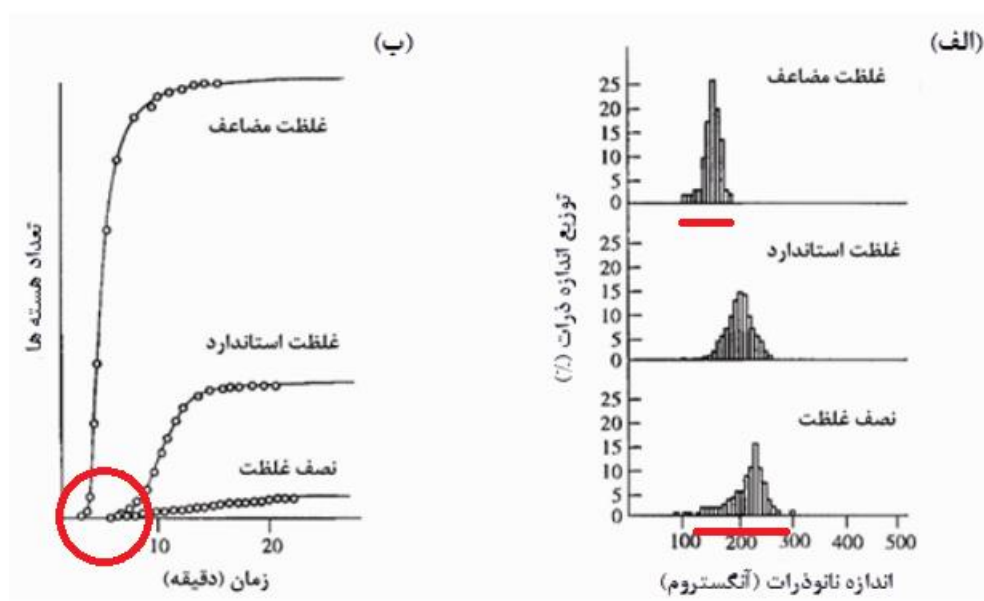 (الف)
غلظت مضاعف
25
20
15
10
5
0
غلظت استاندارد
25
20
15
10
5
0
نصف غلظت
25
20
15
10
5
0
100 200 300 400 500
اندازه نانوذرات (آنگستروم)
توزیع اندازه ذرات (٪)
(ب)
غلظت مضاعف
غلظت استاندارد
نصف غلظت
10 20
زمان (دقیقه)
تعداد هسته ها